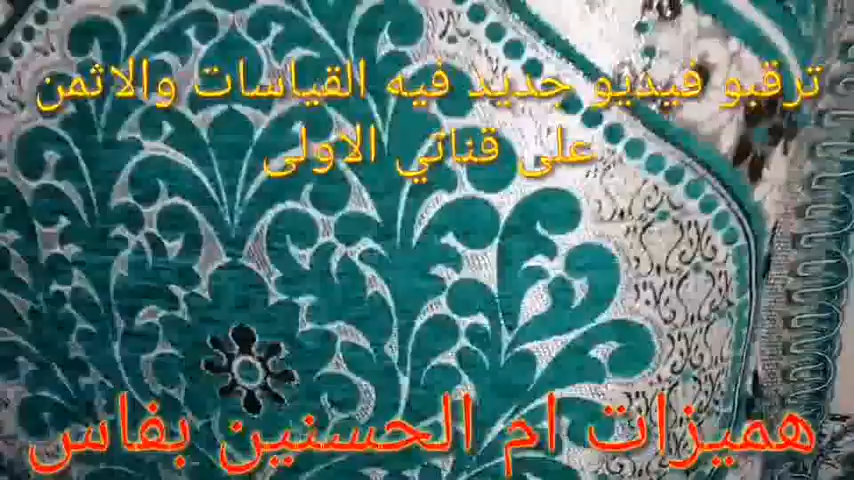 ترقبو فيديو جديد فيه القياسات والاثمن
على قناتي الاولى
هميزات ام الحسنين بفاس